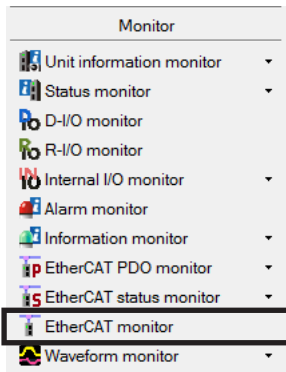 Monitor
Unit information monitor
Status monitor
D-I/O monitor
R-I/O monitor
Internal I/O monitor
Alarm monitor
Information monitor
EtherCAT PDO monitor
EtherCAT status monitor
EtherCAT monitor
Waveform monitor